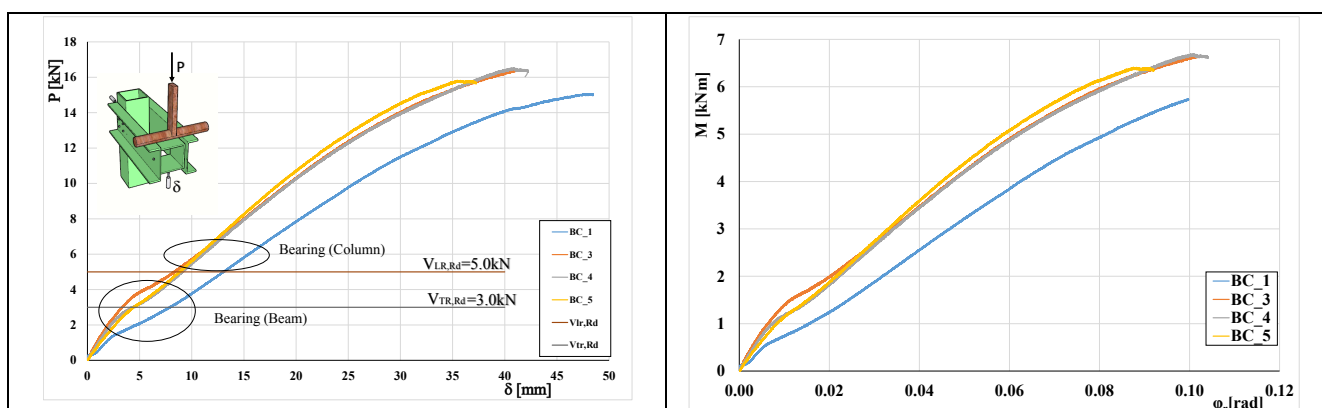 P [kN]
18
16
14
12
10
8
6
4
2
0
P
δ
Bearing (Column)
V_LR,Rd=5.0kN
V_TR,Rd=3.0kN
Bearing (Beam)
BC_1
BC_3
BC_4
BC_5
Vlr,Rd
Vtr,Rd
0 5 10 15 20 25 30 35 40 45 50
δ [mm]
M [kNm]
7
6
5
4
3
2
1
0
BC_1
BC_3
BC_4
BC_5
0.00 0.02 0.04 0.06 0.08 0.10 0.12
[rad]